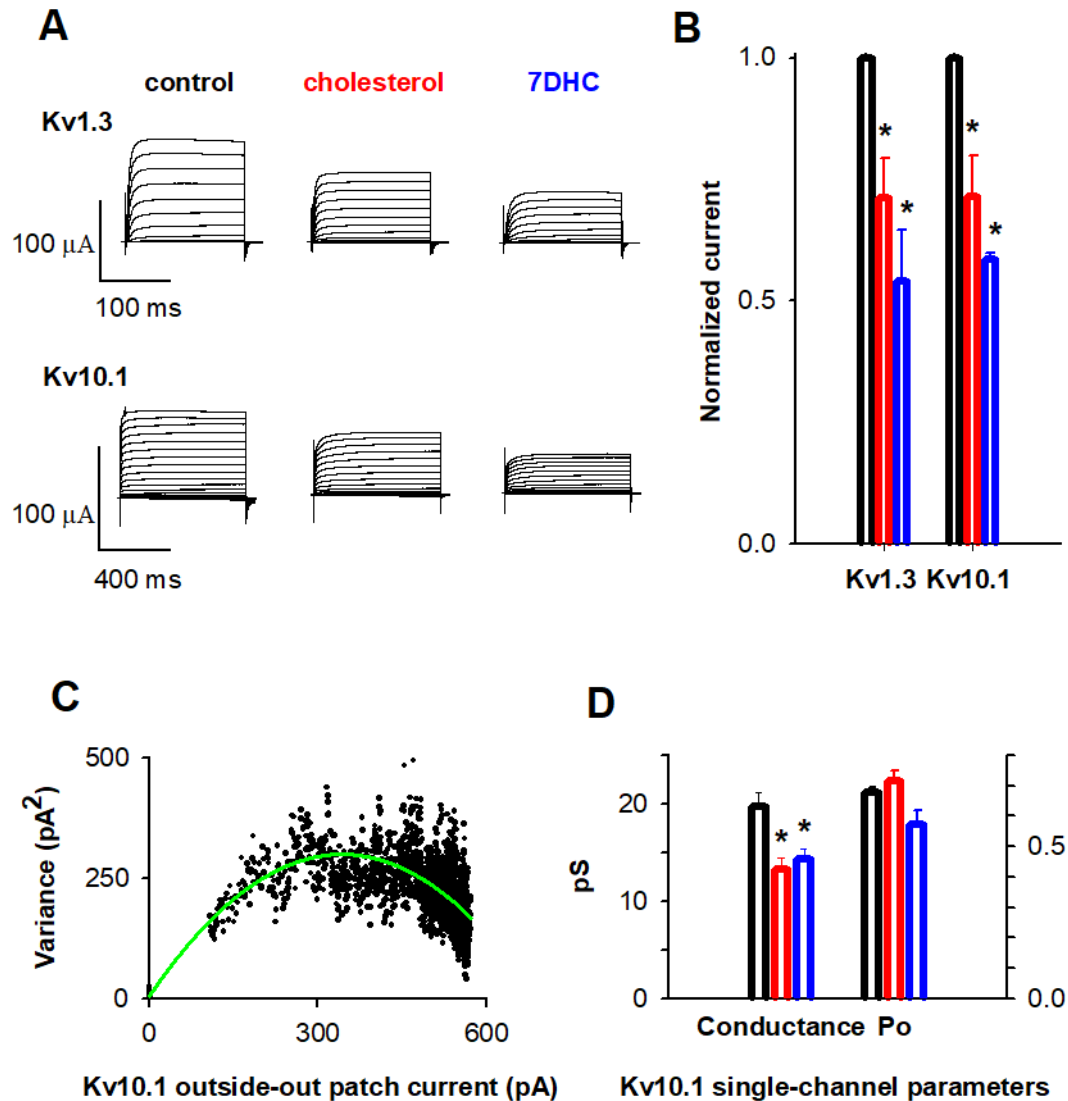 A
B
control
cholesterol
7DHC
Kv1.3
100 μA
100 ms
Kv10.1
100 μA
400 ms
Normalized current
1.0
0.5
0.0
*
*
*
*
Kv1.3
Kv10.1
C
D
Variance (pA2)
500
250
0
0
300
600
Kv10.1 outside-out patch current (pA)
pS
20
10
0
*
*
0.5
0.0
Conductance
Po
Kv10.1 single-channel parameters